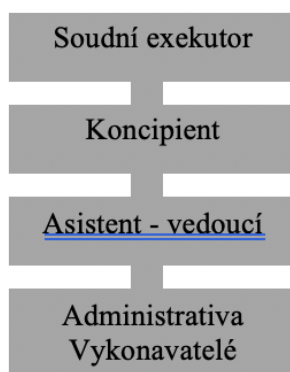 Soudní exekutor
Koncipient
Asistent - vedoucí
Administrativa
Vykonavatelé